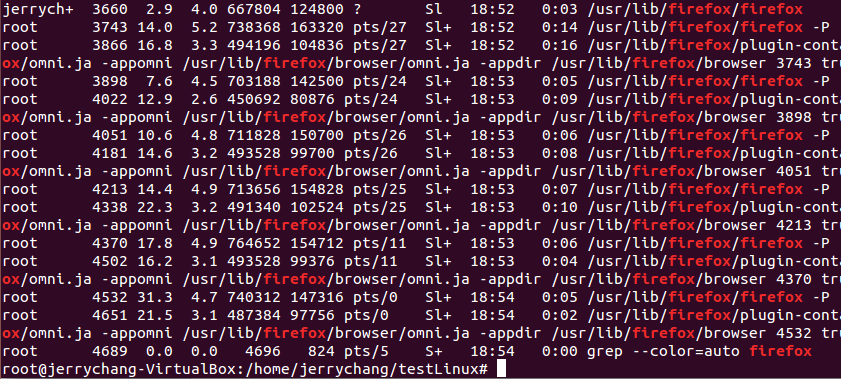 jerrych+  3660  2.9  4.0 667804 124800 ?       Sl   18:52   0:03 /usr/lib/firefox/firefox
root      3743 14.0  5.2 738368 163320 pts/27  Sl+  18:52   0:14 /usr/lib/firefox/firefox -P
root      3866 16.8  3.3 494196 104836 pts/27  Sl+  18:52   0:16 /usr/lib/firefox/plugin-conta
ox/omni.ja -appomni /usr/lib/firefox/browser/omni.ja -appdir /usr/lib/firefox/browser 3743 tru
root      3898  7.6  4.5 703188 142500 pts/24  Sl+  18:53   0:05 /usr/lib/firefox/firefox -P
root      4022 12.9  2.6 450692 80876 pts/24   Sl+  18:53   0:09 /usr/lib/firefox/plugin-conta
ox/omni.ja -appomni /usr/lib/firefox/browser/omni.ja -appdir /usr/lib/firefox/browser 3898 tru
root      4051 10.6  4.8 711828 150700 pts/26  Sl+  18:53   0:06 /usr/lib/firefox/firefox -P
root      4181 14.6  3.2 493528 99700 pts/26   Sl+  18:53   0:08 /usr/lib/firefox/plugin-conta
ox/omni.ja -appomni /usr/lib/firefox/browser/omni.ja -appdir /usr/lib/firefox/browser 4051 tru
root      4213 14.4  4.9 713656 154828 pts/25  Sl+  18:53   0:07 /usr/lib/firefox/firefox -P
root      4338 22.3  3.2 491340 102524 pts/25  Sl+  18:53   0:10 /usr/lib/firefox/plugin-conta
ox/omni.ja -appomni /usr/lib/firefox/browser/omni.ja -appdir /usr/lib/firefox/browser 4213 tru
root      4370 17.8  4.9 764652 154712 pts/11  Sl+  18:53   0:06 /usr/lib/firefox/firefox -P
root      4502 16.2  3.1 493528 99376 pts/11   Sl+  18:53   0:04 /usr/lib/firefox/plugin-conta
ox/omni.ja -appomni /usr/lib/firefox/browser/omni.ja -appdir /usr/lib/firefox/browser 4370 tru
root      4532 31.3  4.7 740312 147316 pts/0   Sl+  18:54   0:05 /usr/lib/firefox/firefox -P
root      4651 21.5  3.1 487384 97756 pts/0    Sl+  18:54   0:02 /usr/lib/firefox/plugin-conta
ox/omni.ja -appomni /usr/lib/firefox/browser/omni.ja -appdir /usr/lib/firefox/browser 4532 tru
root      4689  0.0  0.0   4696   824 pts/5    S+   18:54   0:00 grep --color=auto firefox
root@jerrychang-VirtualBox:/home/jerrychang/testLinux#